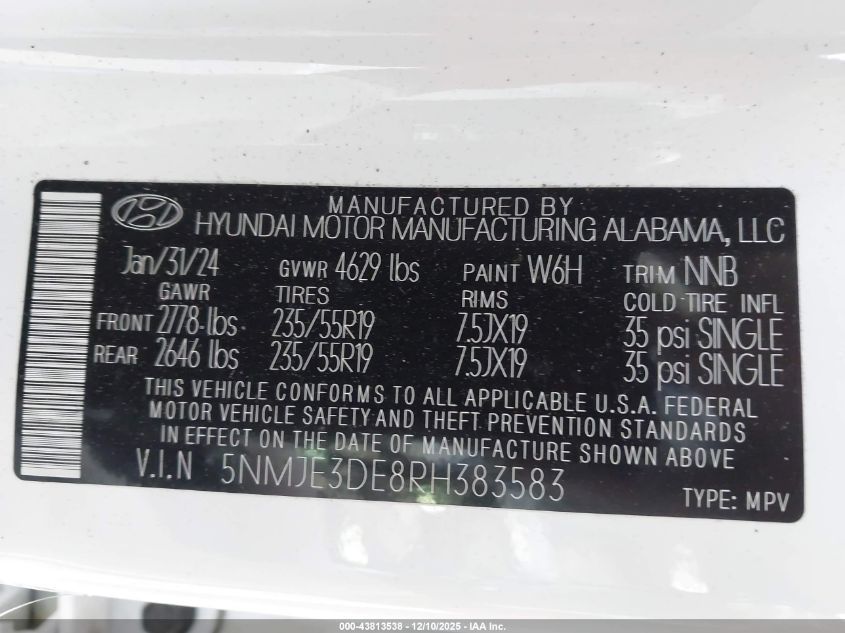 MANUFACTURED BY
HYUNDAI MOTOR MANUFACTURING ALABAMA, LLC
Jan/31/24 GVWR 4629 lbs PAINT W6H TRIM NNB
GAWR TIRES RIMS COLD TIRE INFL
FRONT 2778 lbs 235/55R19 7.5JX19 35 psi SINGLE
REAR 2646 lbs 235/55R19 7.5JX19 35 psi SINGLE
THIS VEHICLE CONFORMS TO ALL APPLICABLE U.S.A. FEDERAL
MOTOR VEHICLE SAFETY AND THEFT PREVENTION STANDARDS
IN EFFECT ON THE DATE OF MANUFACTURE SHOWN ABOVE.
V.I.N 5NMJE3DE8RH383583
TYPE: MPV
000-43813538 - 12/10/2025 - IAA Inc.